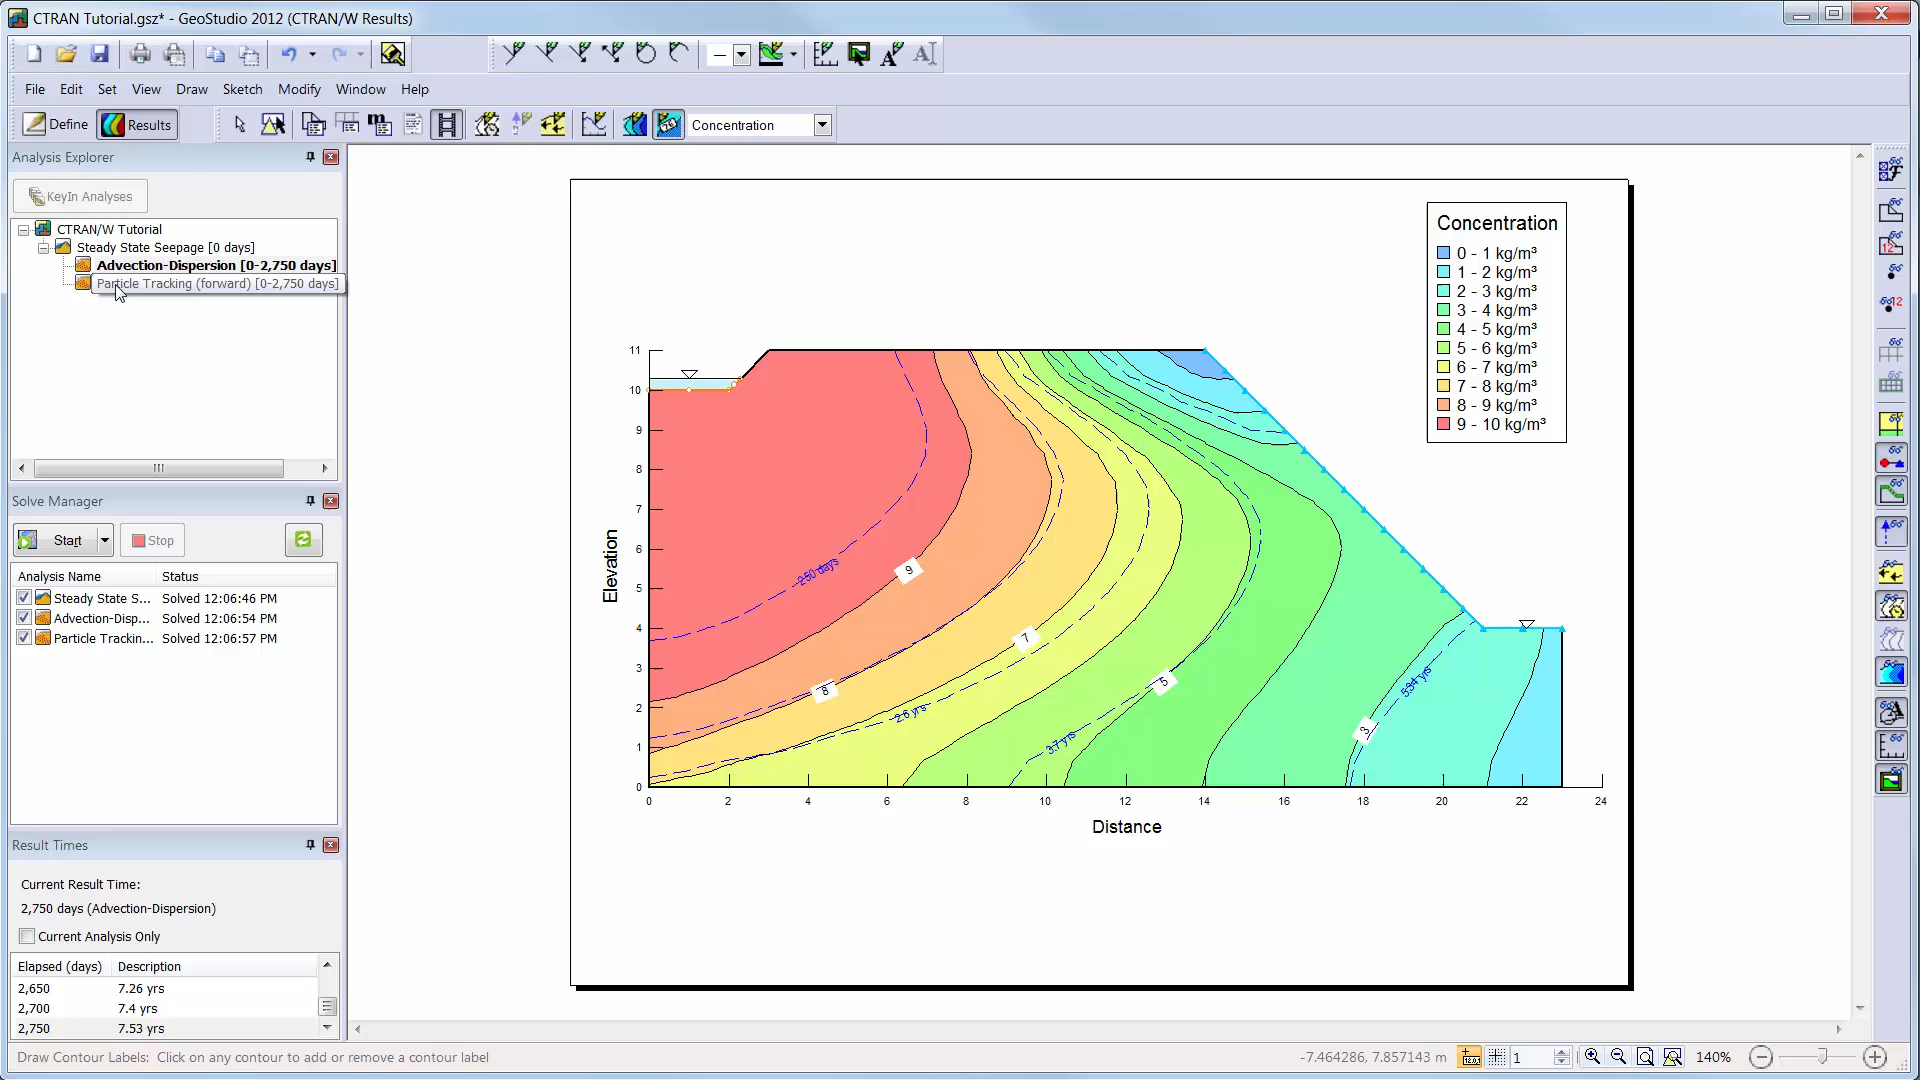 CTRAN Tutorial.gsz* - GeoStudio 2012 (CTRAN/W Results)
File Edit Set View Draw Sketch Modify Window Help
Define Results Concentration
Analysis Explorer
KeyIn Analyses
CTRAN/W Tutorial
Steady State Seepage [0 days]
Advection-Dispersion [0-2,750 days]
Particle Tracking (forward) [0-2,750 days]
Solve Manager
Start Stop
Analysis Name Status
Steady State S... Solved 12:06:46 PM
Advection-Disp... Solved 12:06:54 PM
Particle Trackin... Solved 12:06:57 PM
Result Times
Current Result Time:
2,750 days (Advection-Dispersion)
Current Analysis Only
Elapsed (days) Description
2,650 7.26 yrs
2,700 7.4 yrs
2,750 7.53 yrs
Concentration
0 - 1 kg/m³
1 - 2 kg/m³
2 - 3 kg/m³
3 - 4 kg/m³
4 - 5 kg/m³
5 - 6 kg/m³
6 - 7 kg/m³
7 - 8 kg/m³
8 - 9 kg/m³
9 - 10 kg/m³
11
10
9
8
7
6
5
4
3
2
1
0
Elevation
250 days
9
7
8
5
2.6 yrs
3.7 yrs
5.34 yrs
3
0 2 4 6 8 10 12 14 16 18 20 22 24
Distance
Draw Contour Labels: Click on any contour to add or remove a contour label
-7.464286, 7.857143 m
1
140%